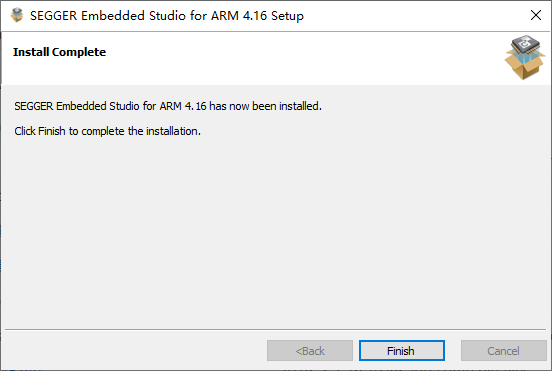 SEGGER Embedded Studio for ARM 4.16 Setup
Install Complete
SEGGER Embedded Studio for ARM 4.16 has now been installed.
Click Finish to complete the installation.
<Back
Finish
Cancel